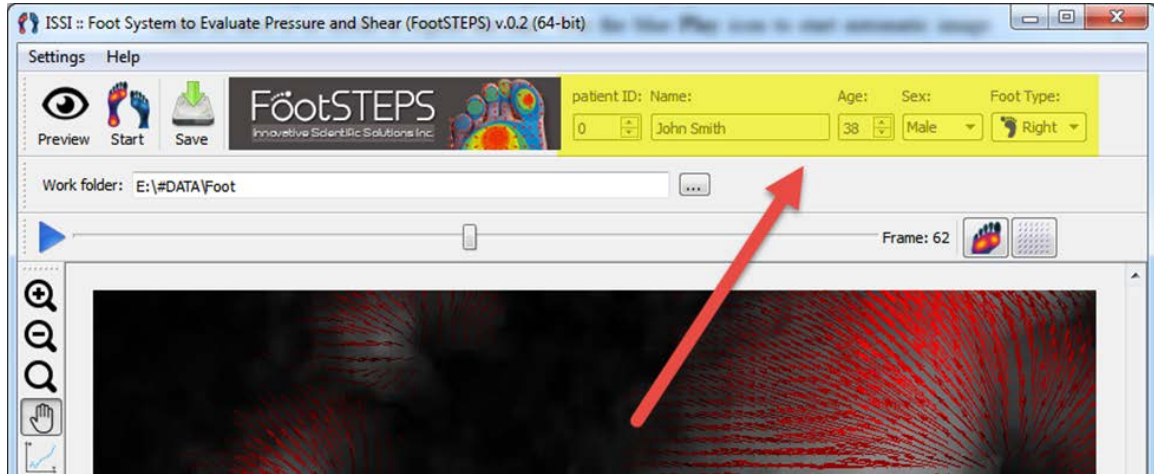 ISSI :: Foot System to Evaluate Pressure and Shear (FootSTEPS) v.0.2 (64-bit)
Settings Help
FootSTEPS
Innovative Scientific Solutions Inc.
patient ID: Name: Age: Sex: Foot Type:
0 John Smith 38 Male Right
Preview Start Save
Work folder: E:\#DATA\Foot ...
Frame: 62